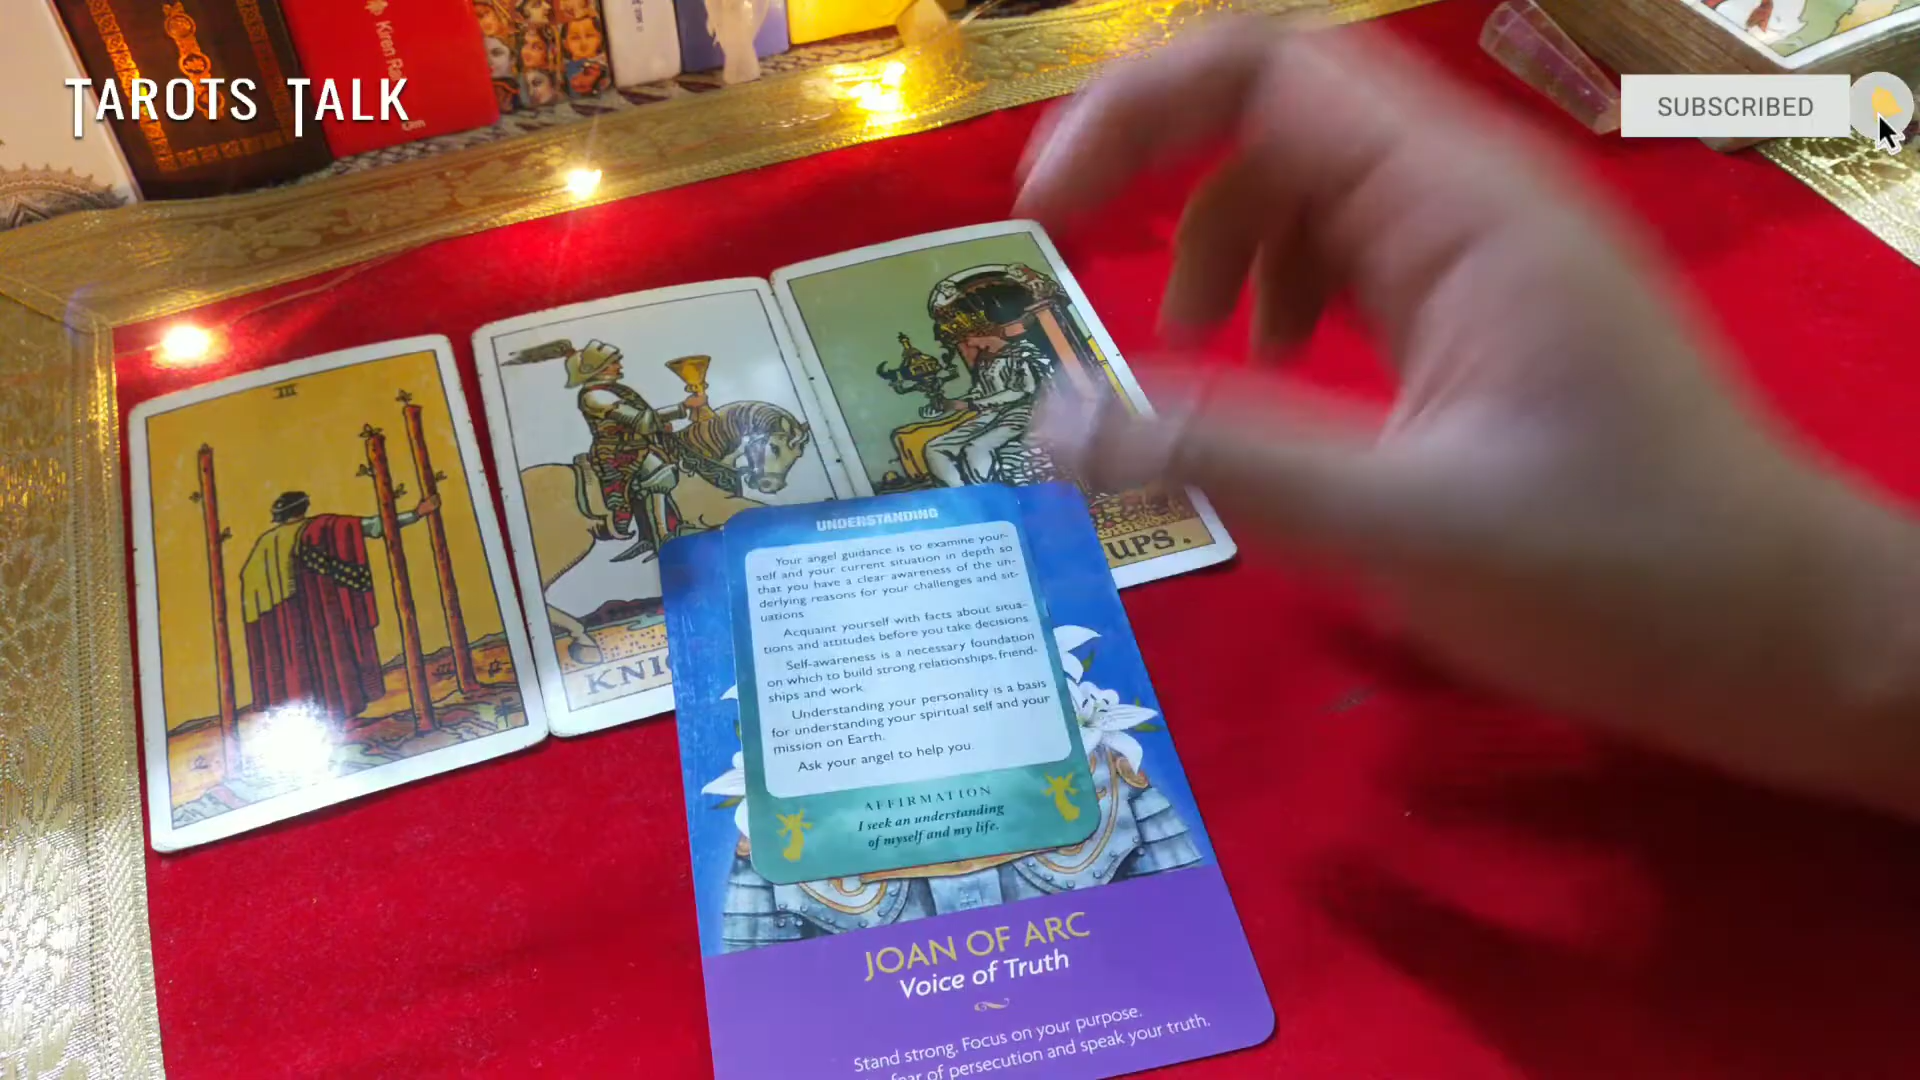 TAROTS TALK
SUBSCRIBED
Kiren Rai
III
UPS.
UNDERSTANDING
Your angel guidance is to examine your-
self and your current situation in depth so
that you have a clear awareness of the un-
derlying reasons for your challenges and sit-
uations
Acquaint yourself with facts about situa-
tions and attitudes before you take decisions.
Self-awareness is a necessary foundation
on which to build strong relationships, friend-
ships and work.
Understanding your personality is a basis
for understanding your spiritual self and your
mission on Earth.
Ask your angel to help you.
AFFIRMATION
I seek an understanding
of myself and my life.
KNI
JOAN OF ARC
Voice of Truth
Stand strong. Focus on your purpose.
fear of persecution and speak your truth.